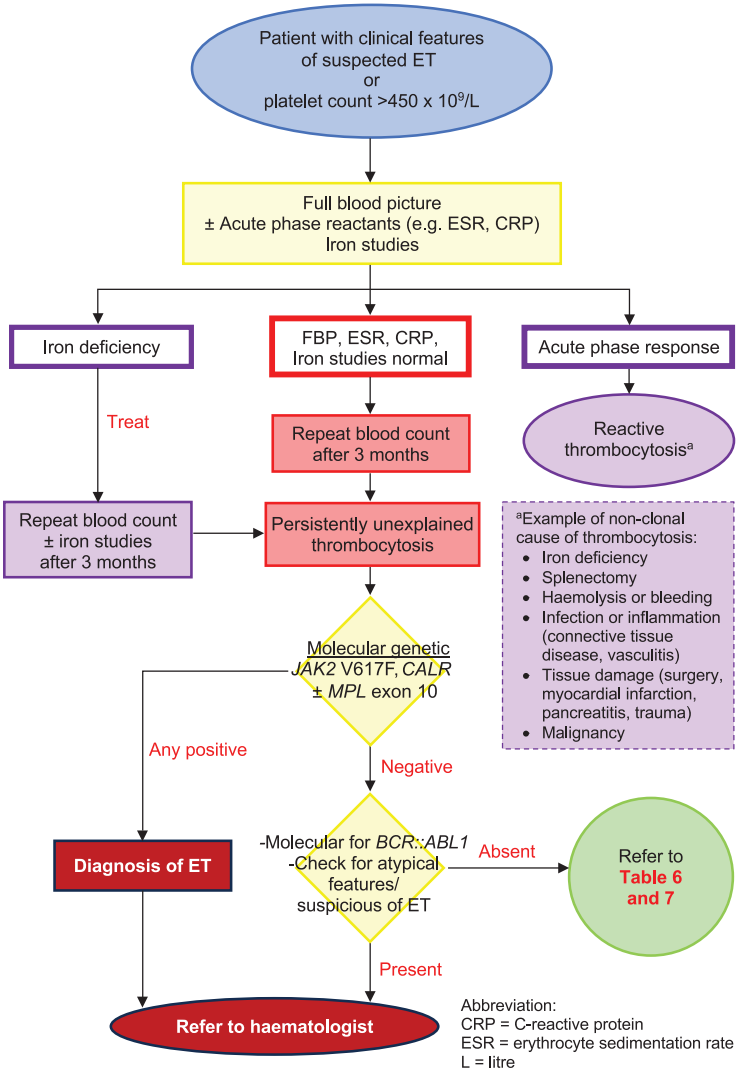 Patient with clinical features
of suspected ET
or
platelet count >450 x 10⁹/L
Full blood picture
± Acute phase reactants (e.g. ESR, CRP)
Iron studies
Iron deficiency
FBP, ESR, CRP,
Iron studies normal
Acute phase response
Treat
Repeat blood count
after 3 months
Reactive
thrombocytosisᵃ
Repeat blood count
± iron studies
after 3 months
Persistently unexplained
thrombocytosis
ᵃExample of non-clonal
cause of thrombocytosis:
• Iron deficiency
• Splenectomy
• Haemolysis or bleeding
• Infection or inflammation
(connective tissue
disease, vasculitis)
• Tissue damage (surgery,
myocardial infarction,
pancreatitis, trauma)
• Malignancy
Molecular genetic
JAK2 V617F, CALR
± MPL exon 10
Any positive
Negative
Diagnosis of ET
-Molecular for BCR::ABL1
-Check for atypical
features/
suspicious of ET
Absent
Refer to
Table 6
and 7
Present
Refer to haematologist
Abbreviation:
CRP = C-reactive protein
ESR = erythrocyte sedimentation rate
L = litre